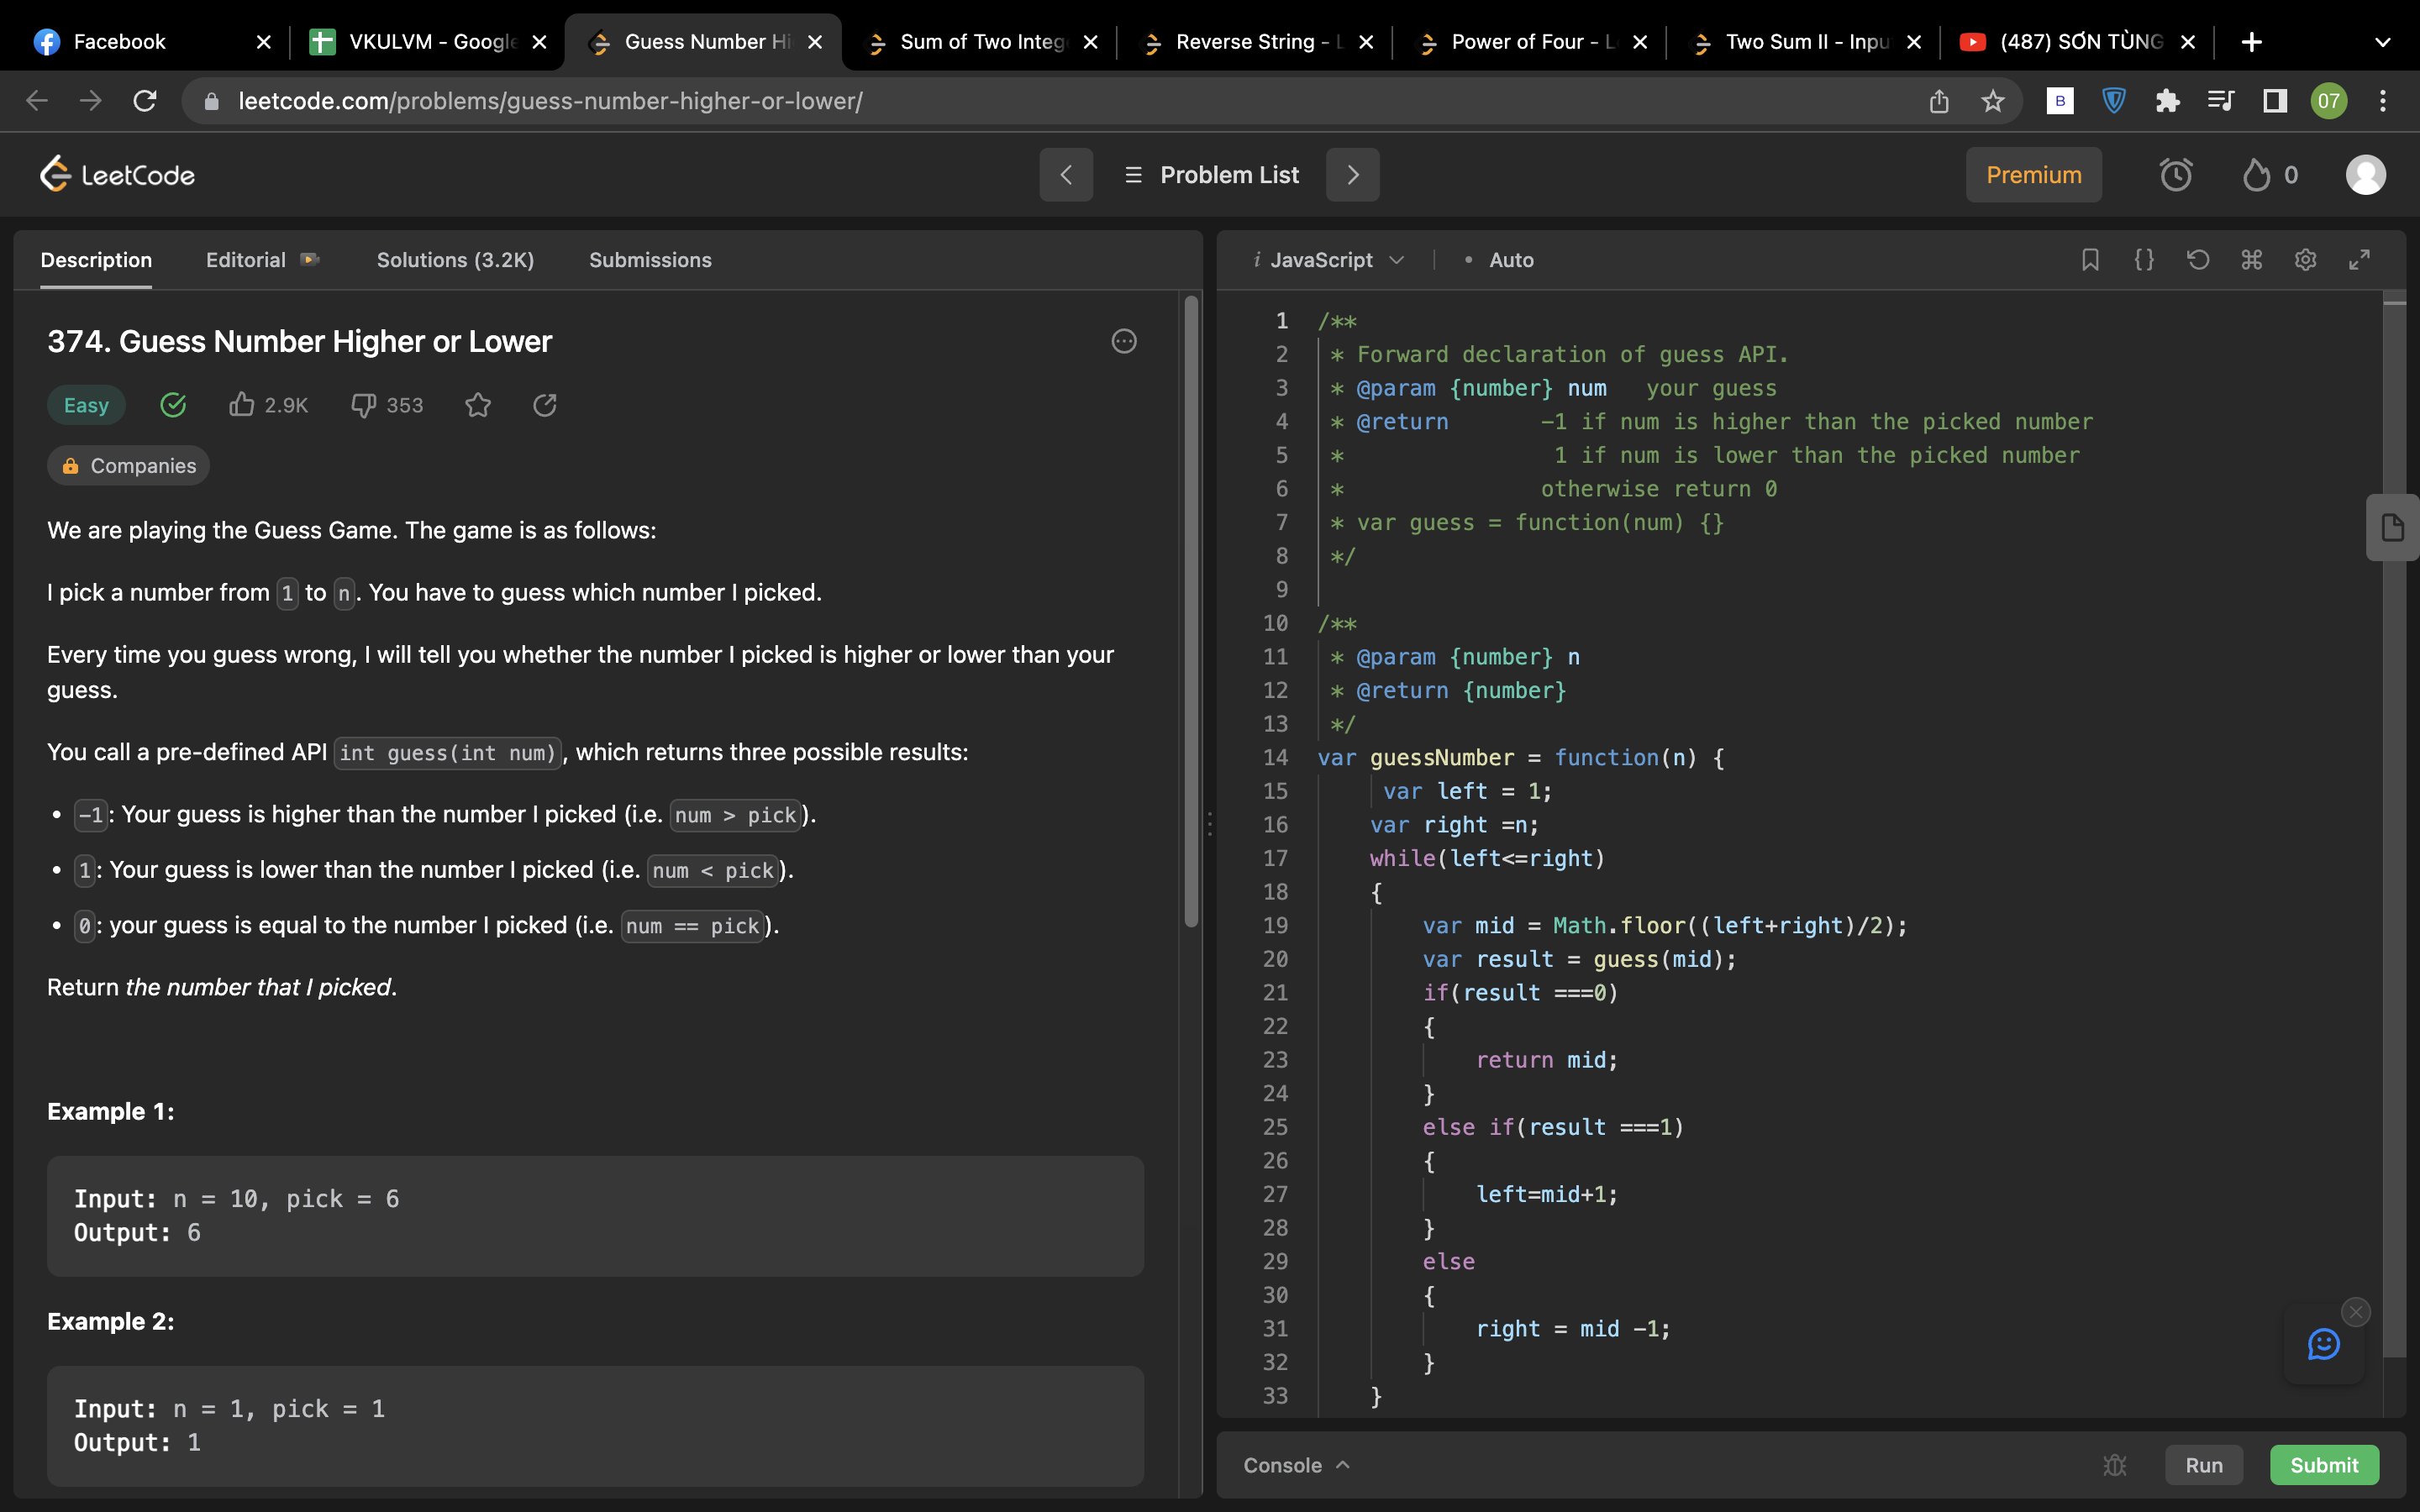 Facebook
VKULVM - Google
Guess Number Hi
Sum of Two Integ
Reverse String - L
Power of Four - L
Two Sum II - Inpu
(487) SƠN TÙNG
leetcode.com/problems/guess-number-higher-or-lower/
B
07
LeetCode
Problem List
Premium
0
Description
Editorial
Solutions (3.2K)
Submissions
374. Guess Number Higher or Lower
Easy
2.9K
353
Companies
We are playing the Guess Game. The game is as follows:
I pick a number from 1 to n. You have to guess which number I picked.
Every time you guess wrong, I will tell you whether the number I picked is higher or lower than your
guess.
You call a pre-defined API int guess(int num), which returns three possible results:
• -1: Your guess is higher than the number I picked (i.e. num > pick).
• 1: Your guess is lower than the number I picked (i.e. num < pick).
• 0: your guess is equal to the number I picked (i.e. num == pick).
Return the number that I picked.
Example 1:
Input: n = 10, pick = 6
Output: 6
Example 2:
Input: n = 1, pick = 1
Output: 1
i JavaScript
• Auto
1 /**
2 * Forward declaration of guess API.
3 * @param {number} num   your guess
4 * @return       -1 if num is higher than the picked number
5 *                1 if num is lower than the picked number
6 *               otherwise return 0
7 * var guess = function(num) {}
8 */
9
10 /**
11 * @param {number} n
12 * @return {number}
13 */
14 var guessNumber = function(n) {
15 var left = 1;
16 var right =n;
17 while(left<=right)
18 {
19 var mid = Math.floor((left+right)/2);
20 var result = guess(mid);
21 if(result ===0)
22 {
23 return mid;
24 }
25 else if(result ===1)
26 {
27 left=mid+1;
28 }
29 else
30 {
31 right = mid -1;
32 }
33 }
Console
Run
Submit